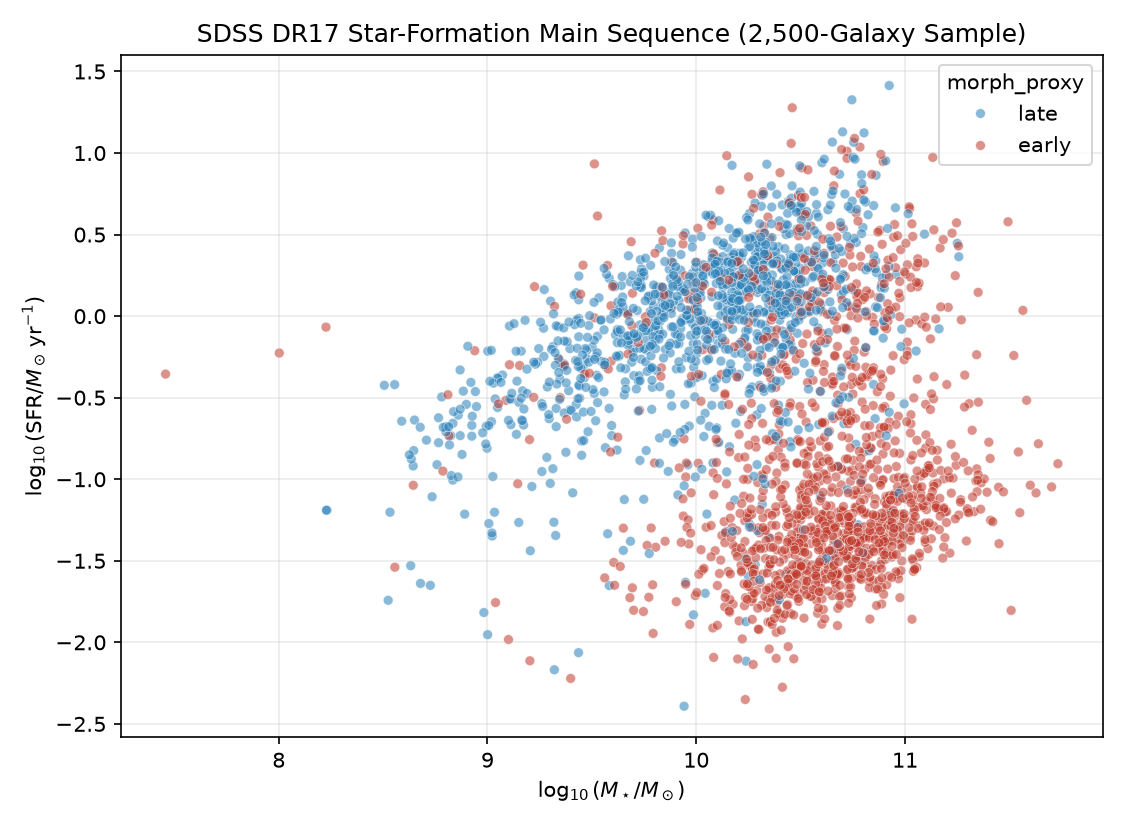 SDSS DR17 Star-Formation Main Sequence (2,500-Galaxy Sample)
morph_proxy
late
early
1.5
1.0
0.5
0.0
−0.5
−1.0
−1.5
−2.0
−2.5
log₁₀ (SFR/M⊙ yr⁻¹)
8
9
10
11
log₁₀ (M⋆/M⊙)